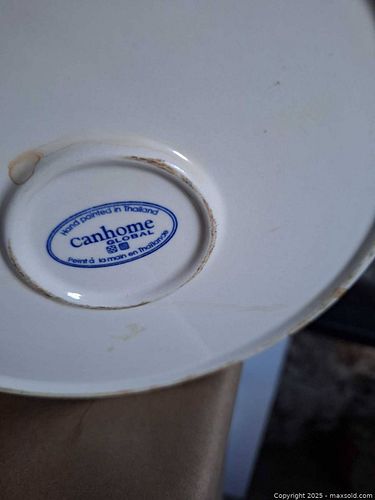 Hand painted in Thailand
Canhome
GLOBAL
Peint á la main en Thaïlande
Copyright 2025 - maxsold.com